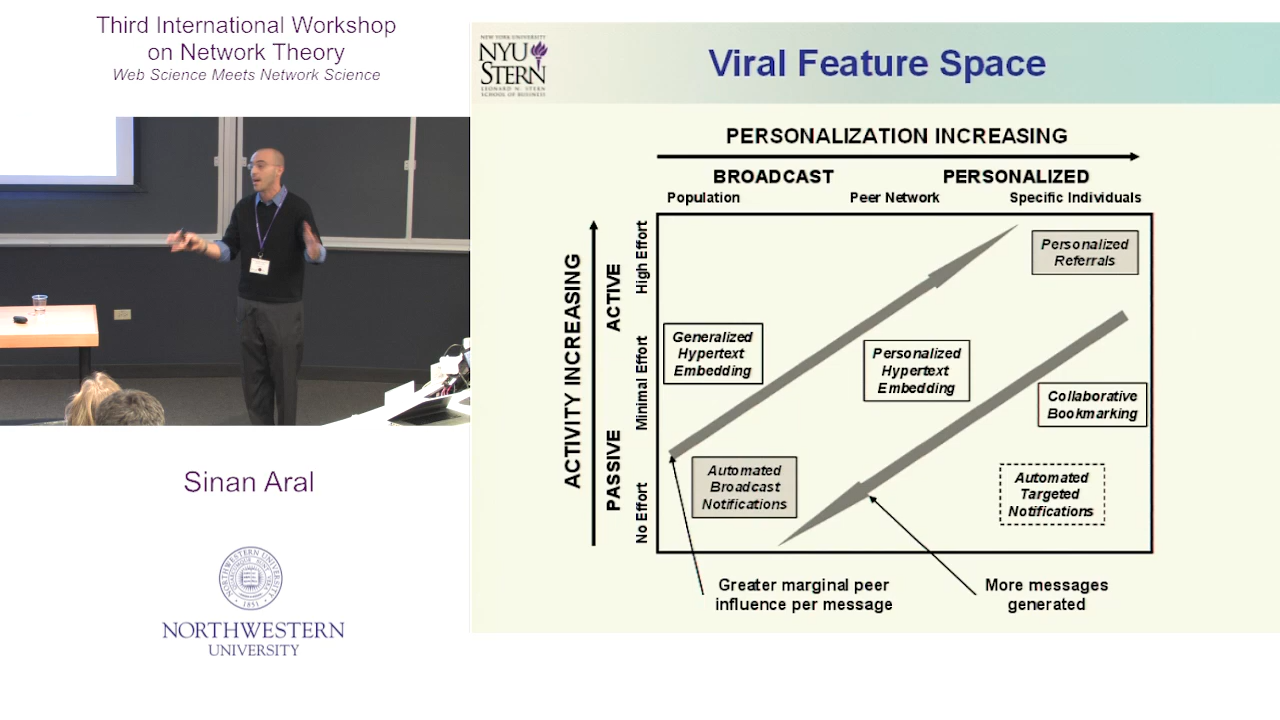 Third International Workshop
on Network Theory
Web Science Meets Network Science
NEW YORK UNIVERSITY
NYU
STERN
LEONARD N. STERN
SCHOOL OF BUSINESS
Viral Feature Space
PERSONALIZATION INCREASING
BROADCAST
PERSONALIZED
Population
Peer Network
Specific Individuals
ACTIVITY INCREASING
ACTIVE
PASSIVE
High Effort
Minimal Effort
No Effort
Personalized
Referrals
Generalized
Hypertext
Embedding
Personalized
Hypertext
Embedding
Collaborative
Bookmarking
Automated
Broadcast
Notifications
Automated
Targeted
Notifications
Greater marginal peer
influence per message
More messages
generated
Sinan Aral
1851
NORTHWESTERN
UNIVERSITY